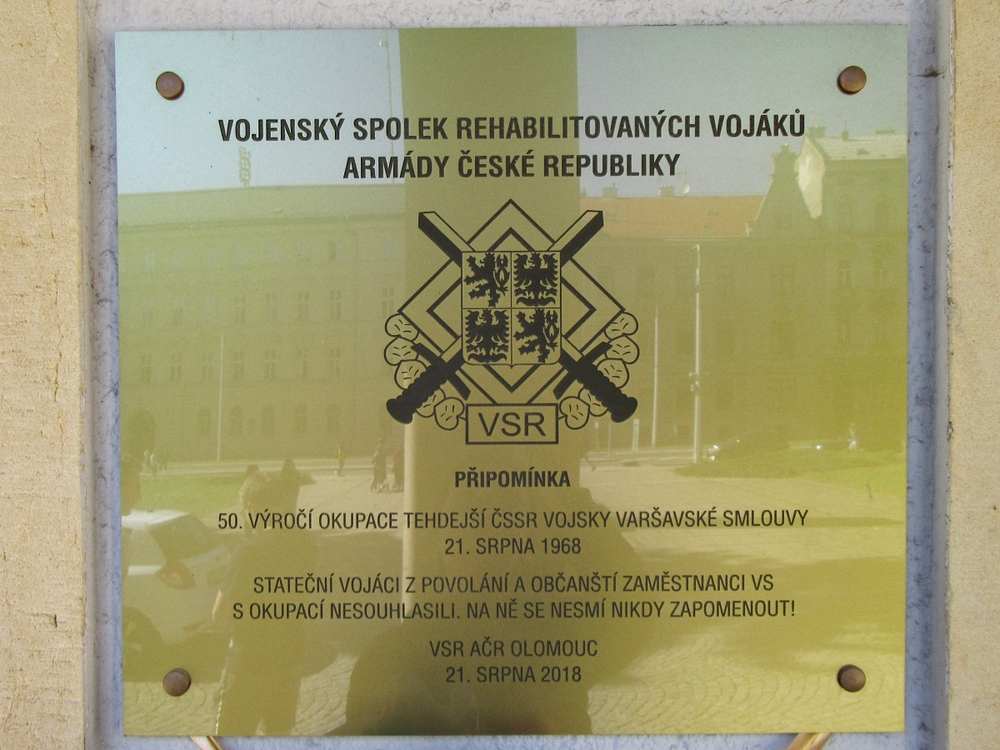 VOJENSKÝ SPOLEK REHABILITOVANÝCH VOJÁKŮ
ARMÁDY ČESKÉ REPUBLIKY
VSR
PŘIPOMÍNKA
50. VÝROČÍ OKUPACE TEHDEJŠÍ ČSSR VOJSKY VARŠAVSKÉ SMLOUVY
21. SRPNA 1968
STATEČNÍ VOJÁCI Z POVOLÁNÍ A OBČANŠTÍ ZAMĚSTNANCI VS
S OKUPACÍ NESOUHLASILI. NA NĚ SE NESMÍ NIKDY ZAPOMENOUT!
VSR AČR OLOMOUC
21. SRPNA 2018